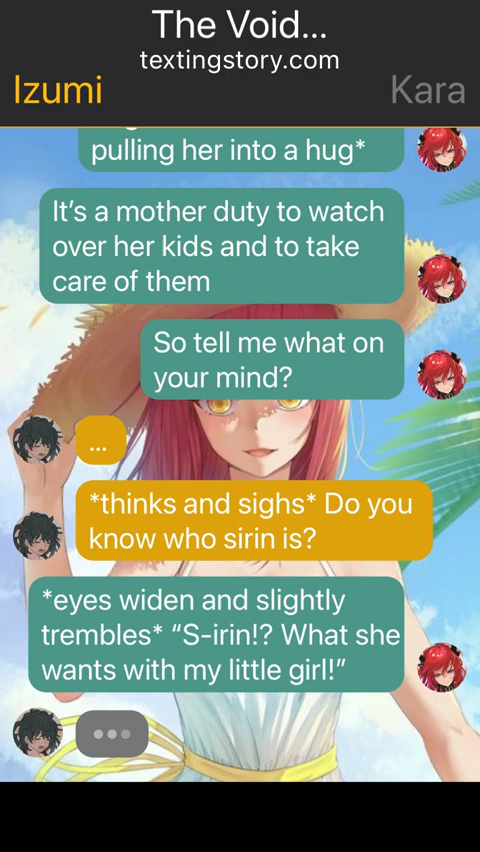 The Void...
textingstory.com
Izumi
Kara
pulling her into a hug*
It's a mother duty to watch
over her kids and to take
care of them
So tell me what on
your mind?
...
*thinks and sighs* Do you
know who sirin is?
*eyes widen and slightly
trembles* “S-irin!? What she
wants with my little girl!”